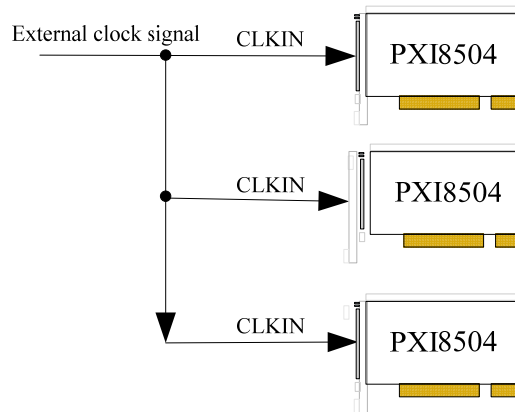 External clock signal
CLKIN
PXI8504
CLKIN
PXI8504
CLKIN
PXI8504